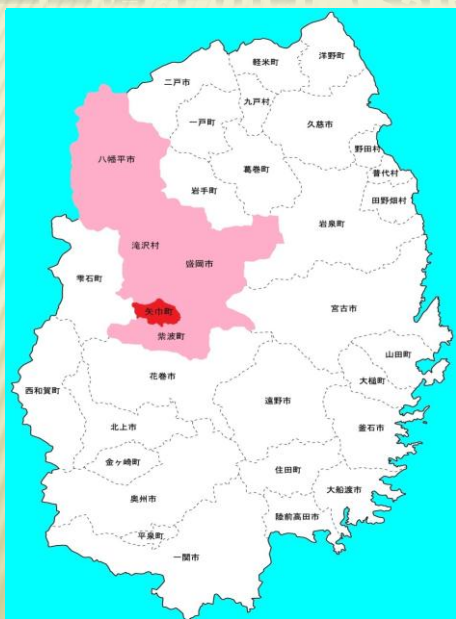 洋野町
軽米町
二戸市
九戸村
一戸町
久慈市
野田村
八幡平市
葛巻町
普代村
岩手町
田野畑村
岩泉町
滝沢村
盛岡市
雫石町
宮古市
矢巾町
紫波町
山田町
花巻市
大槌町
西和賀町
遠野市
北上市
釜石市
金ヶ崎町
住田町
大船渡市
奥州市
陸前高田市
平泉町
一関市